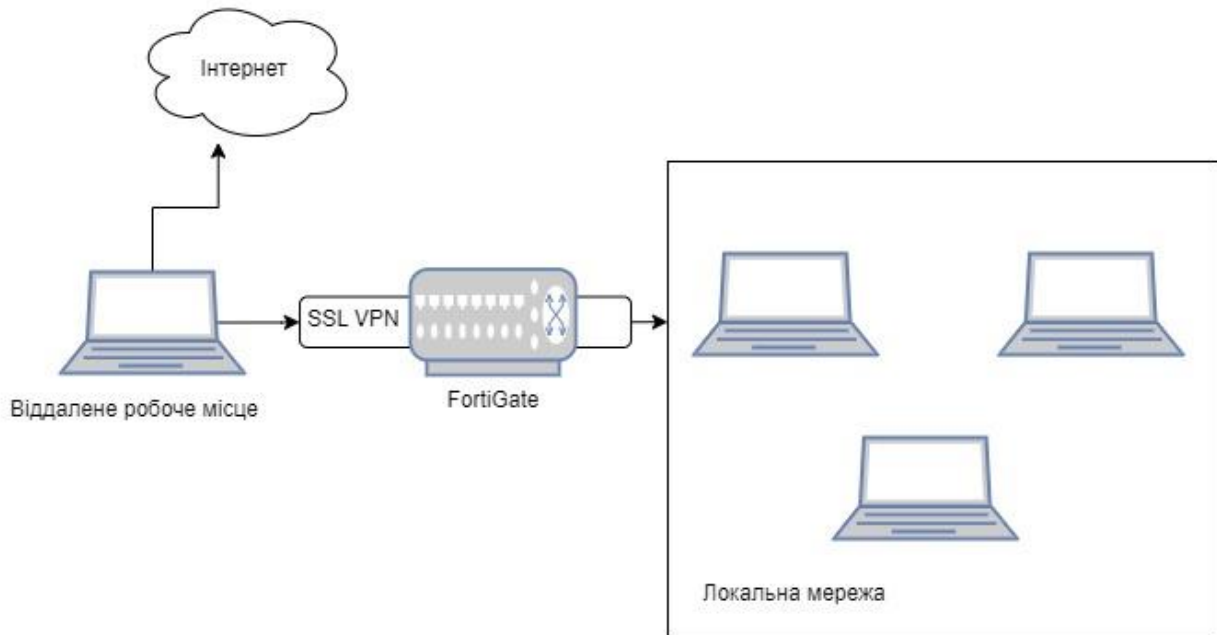 Інтернет
SSL VPN
FortiGate
Віддалене робоче місце
Локальна мережа